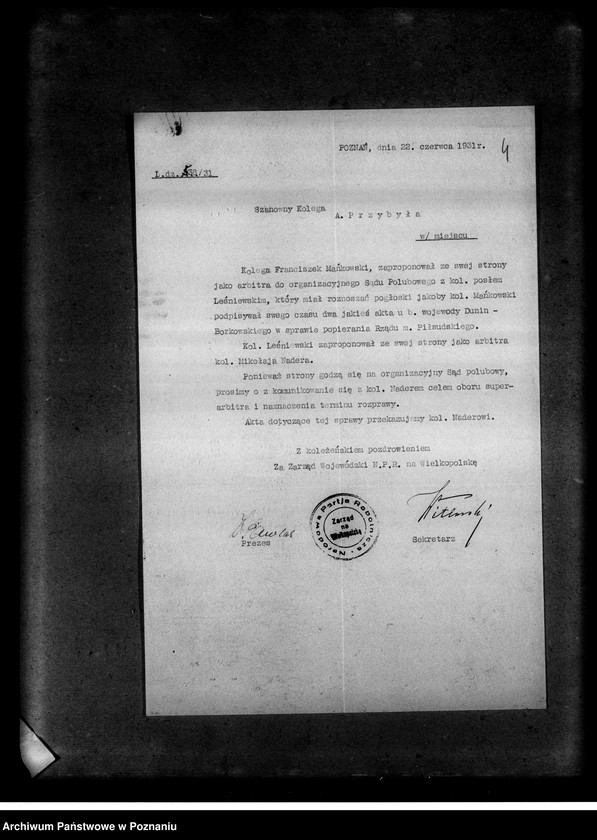 POZNAŃ, dnia 22. czerwca 1931r.
4
L.dz. 558/31
Szanowny Kolega
A. Przybyła
w/ miejscu
Kolega Franciszek Mańkowski, zaproponował ze swej strony
jako arbitra do organizacyjnego Sądu Polubowego z kol. posłem
Leśniewskim, który miał roznosić pogłoski jakoby kol. Mańkowski
podpisywał swego czasu dwa jakieś akta u b. wojewody Dunin -
Borkowskiego w sprawie popierania Rządu m. Piłsudskiego.
Kol. Leśniewski zaproponował ze swej strony jako arbitra
kol. Mikołaja Nadera.
Ponieważ strony godzą się na organizacyjny Sąd polubowy,
prosimy o z komunikowanie się z kol. Naderem celem oboru super-
arbitra i naznaczenia terminu rozprawy.
Akta dotyczące tej sprawy przekazujemy kol. Naderowi.
Z koleżeńskiem pozdrowieniem
Za Zarząd Wojewódzki N.P.R. na Wielkopolskę
Narodowa Partja Robotnicza
Zarząd
na
Wielkopolskę
Prezes
Sekretarz
Archiwum Państwowe w Poznaniu